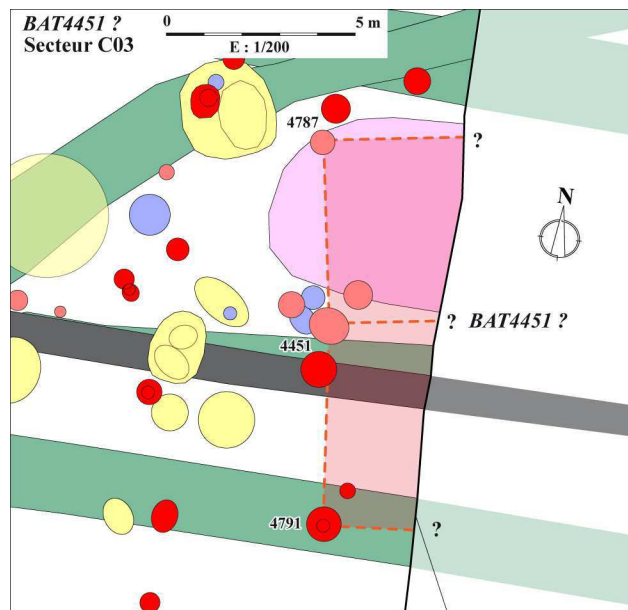 BAT4451 ?
Secteur C03
0 5 m
E : 1/200
4787
?
N
? BAT4451 ?
4451
4791
?